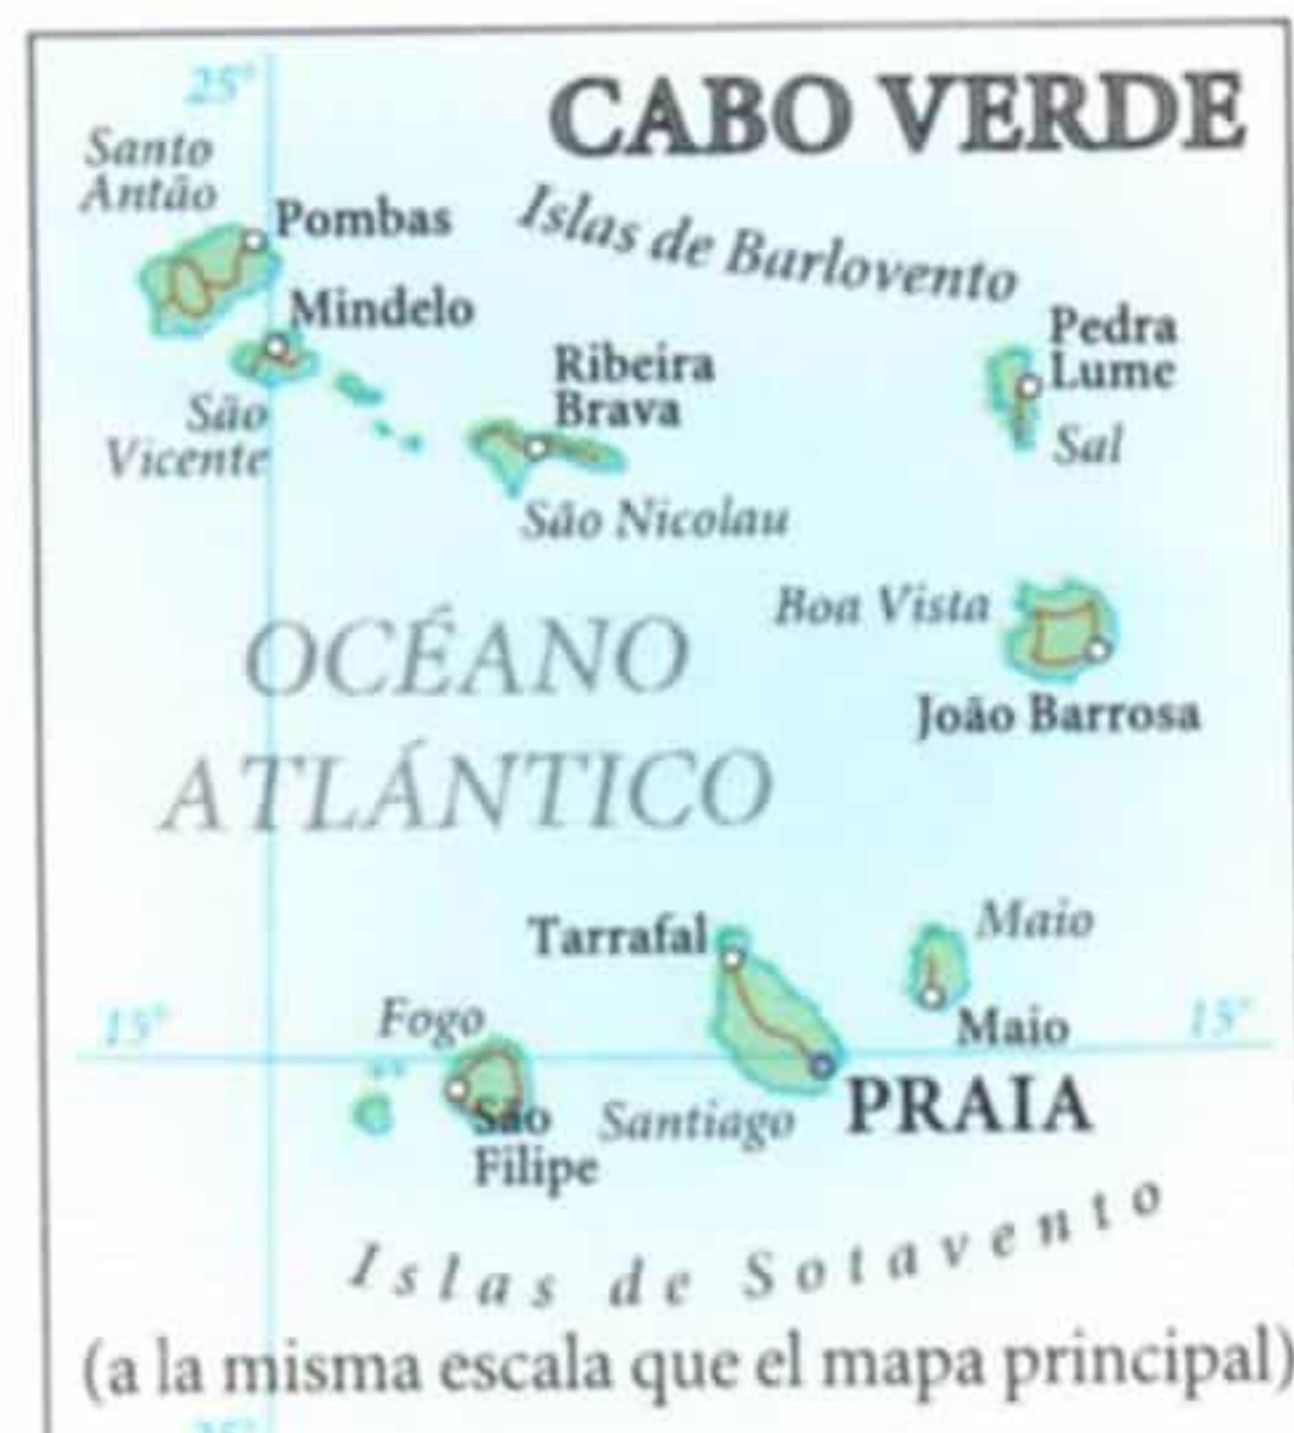 25°
CABO VERDE
Santo
Antão
Pombas
Islas de Barlovento
Mindelo
Pedra
Lume
Ribeira
Brava
São
Vicente
Sal
São Nicolau
Boa Vista
OCÉANO
João Barrosa
ATLÁNTICO
Tarrafal
Maio
Fogo
15°
15°
Maio
PRAIA
São
Filipe
Santiago
Islas de Sotavento
(a la misma escala que el mapa principal)
25°